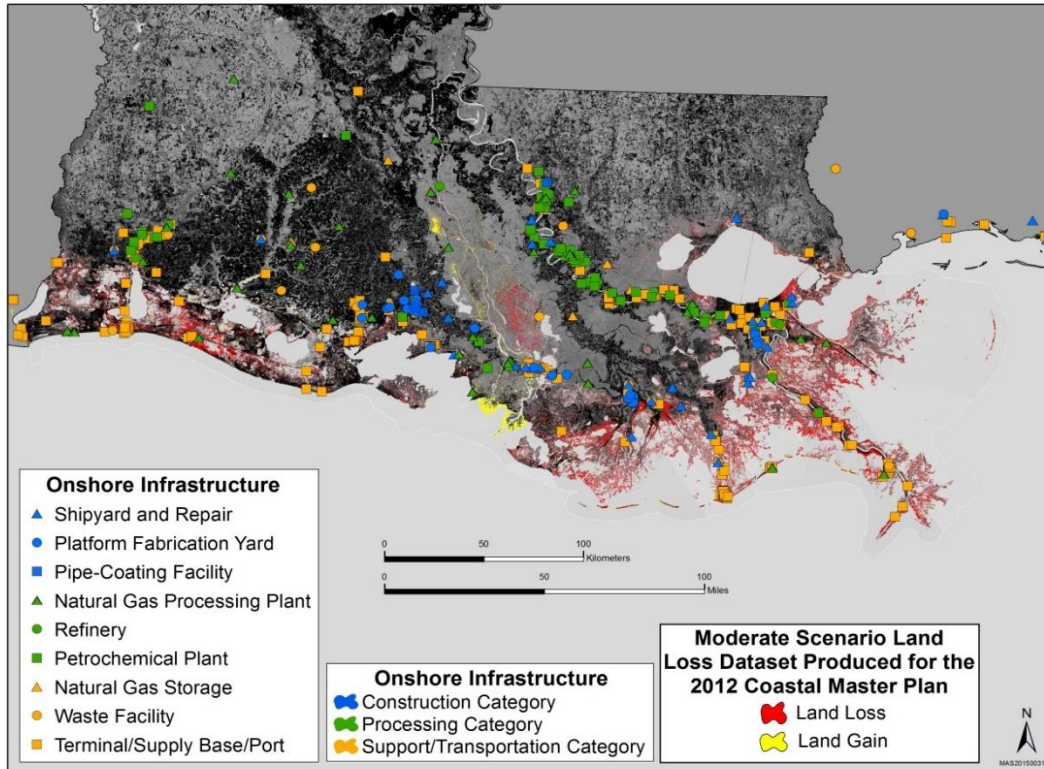 Onshore Infrastructure
Shipyard and Repair
Platform Fabrication Yard
Pipe-Coating Facility
Natural Gas Processing Plant
Refinery
Petrochemical Plant
Natural Gas Storage
Waste Facility
Terminal/Supply Base/Port
0 50 100
Kilometers
0 50 100
Miles
Onshore Infrastructure
Construction Category
Processing Category
Support/Transportation Category
Moderate Scenario Land
Loss Dataset Produced for the
2012 Coastal Master Plan
Land Loss
Land Gain
N
MAS20150031